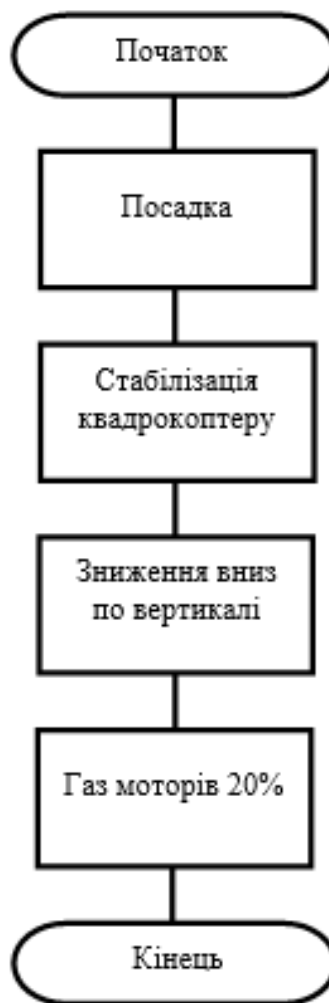 Початок
Посадка
Стабілізація
квадрокоптеру
Зниження вниз
по вертикалі
Газ моторів 20%
Кінець